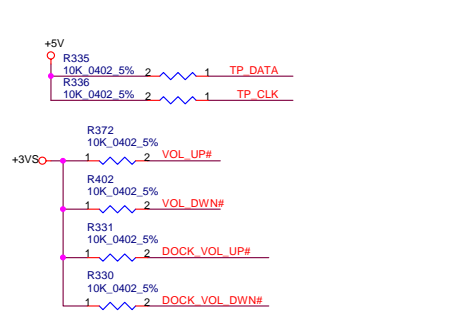 +5V
R335
10K_0402_5% 2 1 TP_DATA
R336
10K_0402_5% 2 1 TP_CLK
R372
10K_0402_5%
+3VS 1 2 VOL_UP#
R402
10K_0402_5%
1 2 VOL_DWN#
R331
10K_0402_5%
1 2 DOCK_VOL_UP#
R330
10K_0402_5%
1 2 DOCK_VOL_DWN#